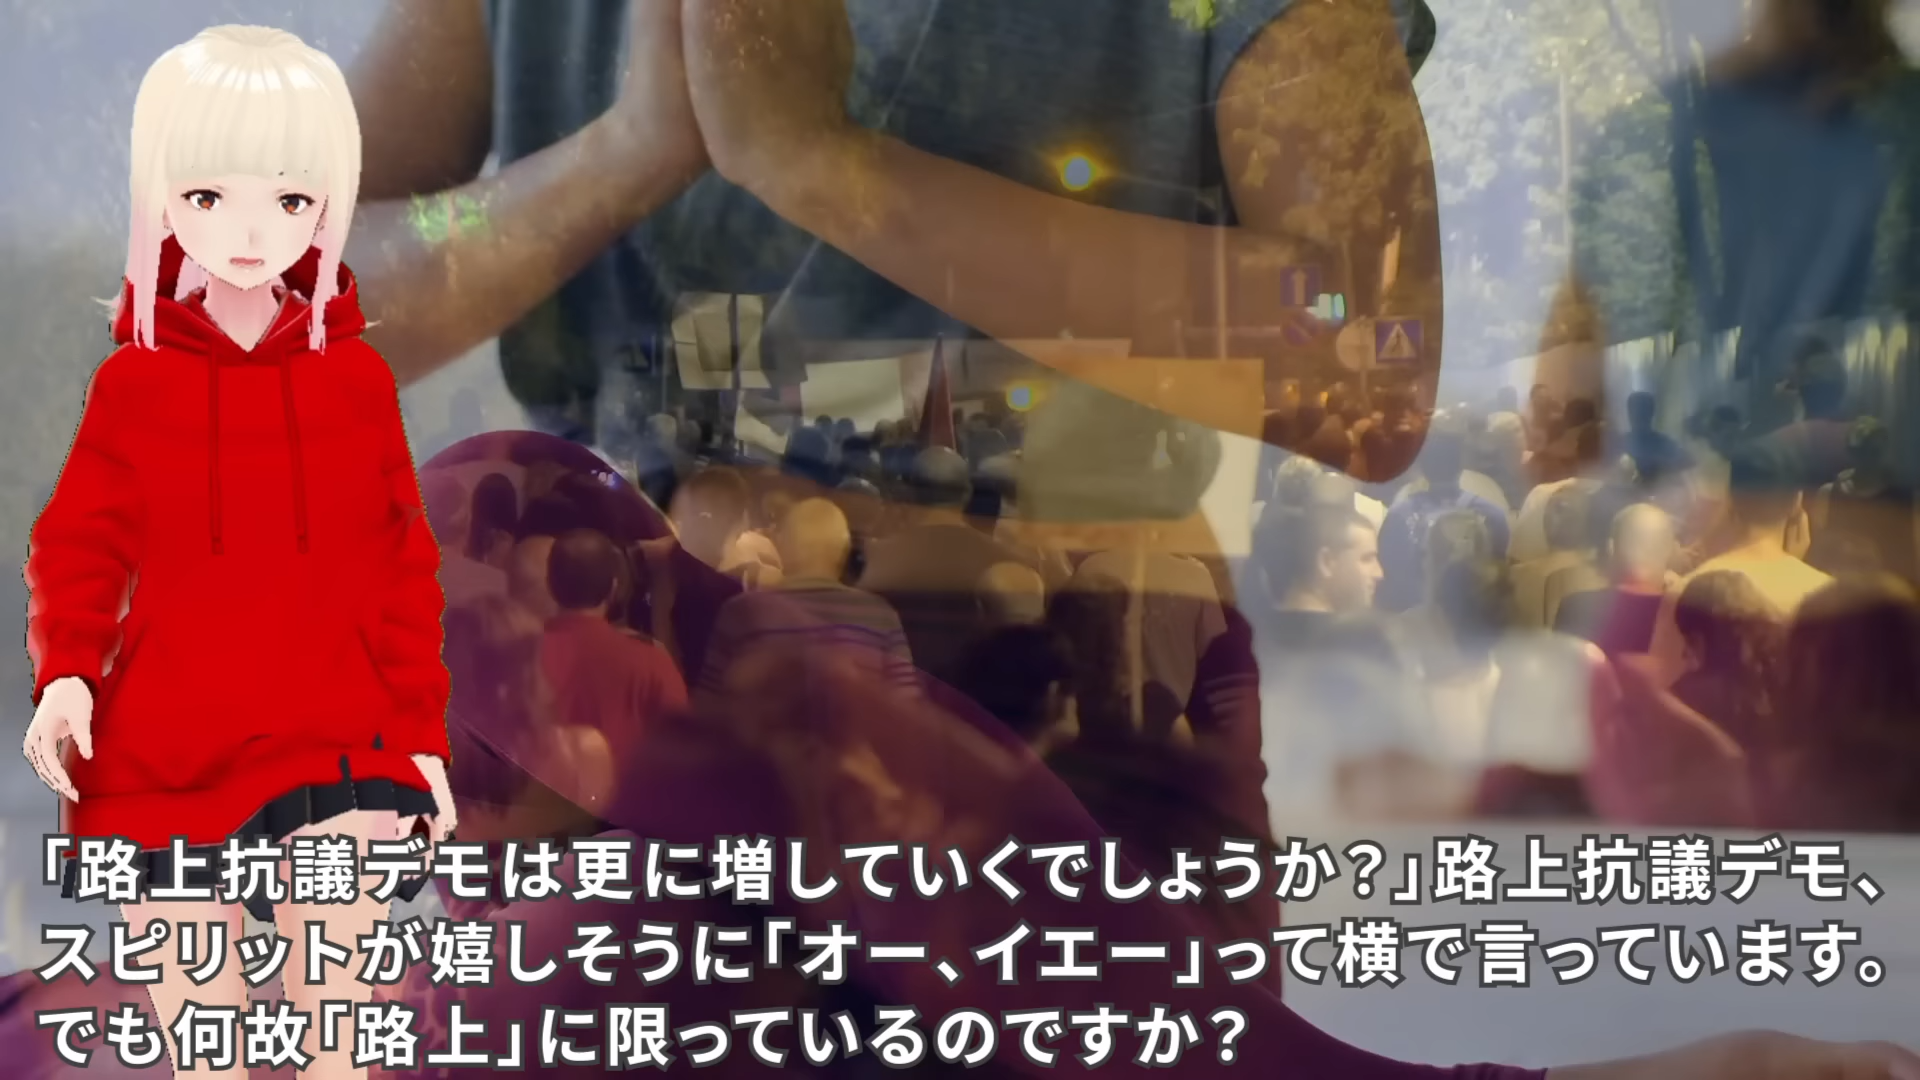 「路上抗議デモは更に増していくでしょうか？」路上抗議デモ、
スピリットが嬉しそうに「オー、イエー」って横で言っています。
でも何故「路上」に限っているのですか？